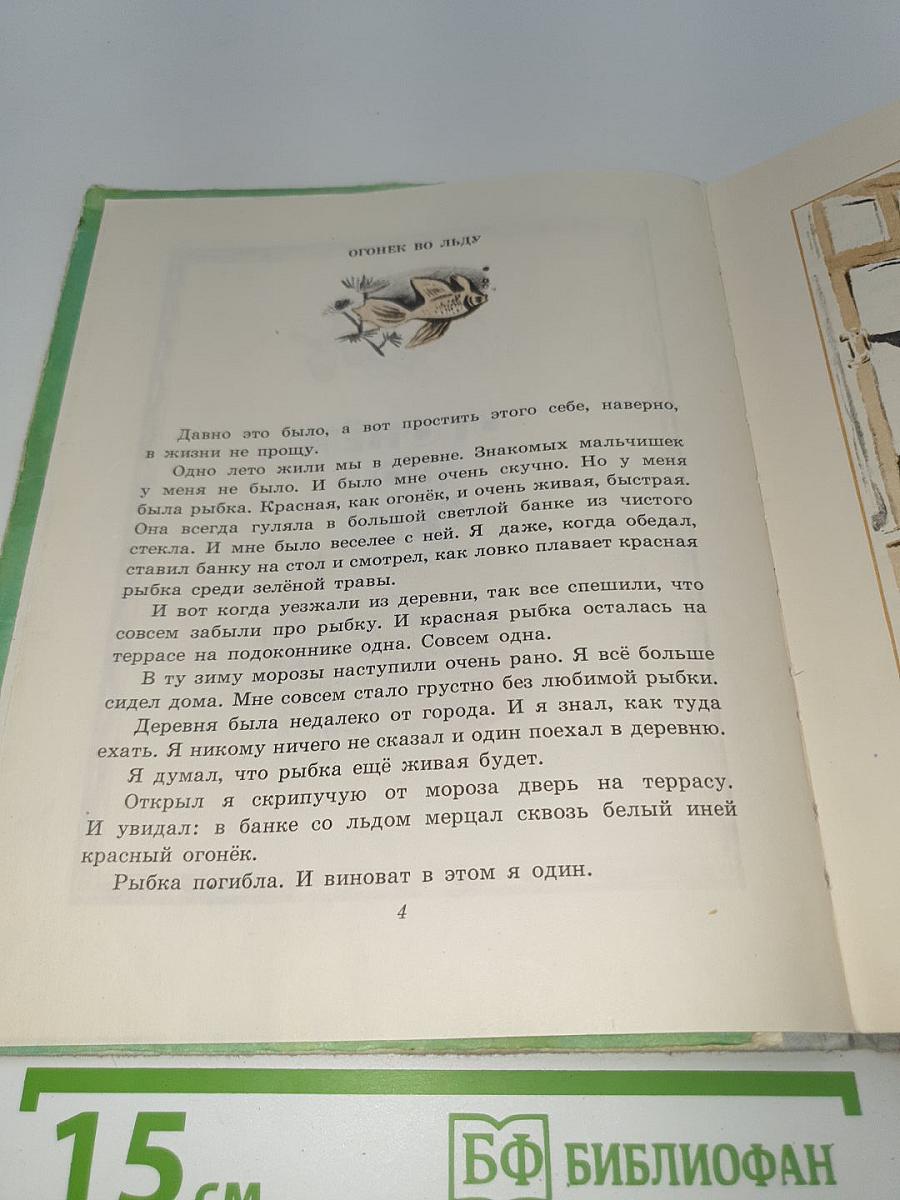 ОГОНЕК ВО ЛЬДУ
Давно это было, а вот простить этого себе, наверно,
в жизни не прощу.
Одно лето жили мы в деревне. Знакомых мальчишек
у меня не было. И было мне очень скучно. Но у меня
была рыбка. Красная, как огонёк, и очень живая, быстрая.
Она всегда гуляла в большой светлой банке из чистого
стекла. И мне было веселее с ней. Я даже, когда обедал,
ставил банку на стол и смотрел, как ловко плавает красная
рыбка среди зелёной травы.
И вот когда уезжали из деревни, так все спешили, что
совсем забыли про рыбку. И красная рыбка осталась на
террасе на подоконнике одна. Совсем одна.
В ту зиму морозы наступили очень рано. Я всё больше
сидел дома. Мне совсем стало грустно без любимой рыбки.
Деревня была недалеко от города. И я знал, как туда
ехать. Я никому ничего не сказал и один поехал в деревню.
Я думал, что рыбка ещё живая будет.
Открыл я скрипучую от мороза дверь на террасу.
И увидал: в банке со льдом мерцал сквозь белый иней
красный огонёк.
Рыбка погибла. И виноват в этом я один.
4
15 см
БФ БИБЛИОФАН